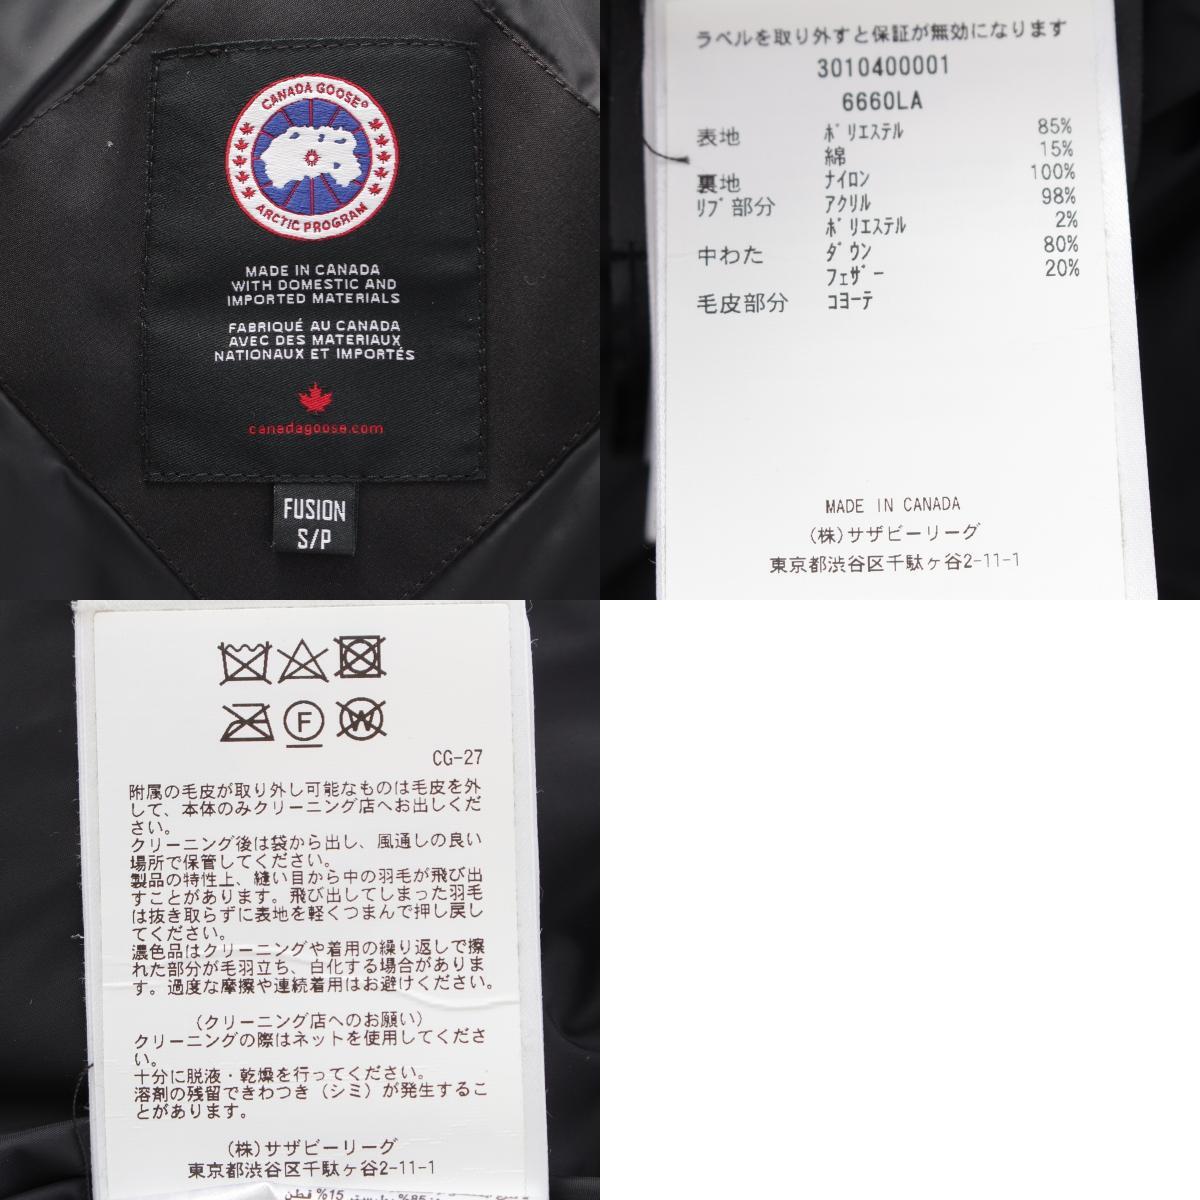 CANADA GOOSE®
ARCTIC PROGRAM
MADE IN CANADA
WITH DOMESTIC AND
IMPORTED MATERIALS
FABRIQUÉ AU CANADA
AVEC DES MATERIAUX
NATIONAUX ET IMPORTÉS
canadagoose.com
FUSION
S/P
ラベルを取り外すと保証が無効になります
3010400001
6660LA
表地 ポリエステル 85%
綿 15%
裏地 ナイロン 100%
リブ部分 アクリル 98%
ポリエステル 2%
中わた ダウン 80%
フェザー 20%
毛皮部分 コヨーテ
MADE IN CANADA
(株)サザビーリーグ
東京都渋谷区千駄ヶ谷2-11-1
F
W
CG-27
附属の毛皮が取り外し可能なものは毛皮を外
して、本体のみクリーニング店へお出しくだ
さい。
クリーニング後は袋から出し、風通しの良い
場所で保管してください。
製品の特性上、縫い目から中の羽毛が飛び出
すことがあります。飛び出してしまった羽毛
は抜き取らずに表地を軽くつまんで押し戻し
てください。
濃色品はクリーニングや着用の繰り返しで擦
れた部分が毛羽立ち、白化する場合がありま
す。過度な摩擦や連続着用はお避けください。
(クリーニング店へのお願い)
クリーニングの際はネットを使用してくださ
い。
十分に脱液・乾燥を行ってください。
溶剤の残留できわつき(シミ)が発生するこ
とがあります。
(株)サザビーリーグ
東京都渋谷区千駄ヶ谷2-11-1